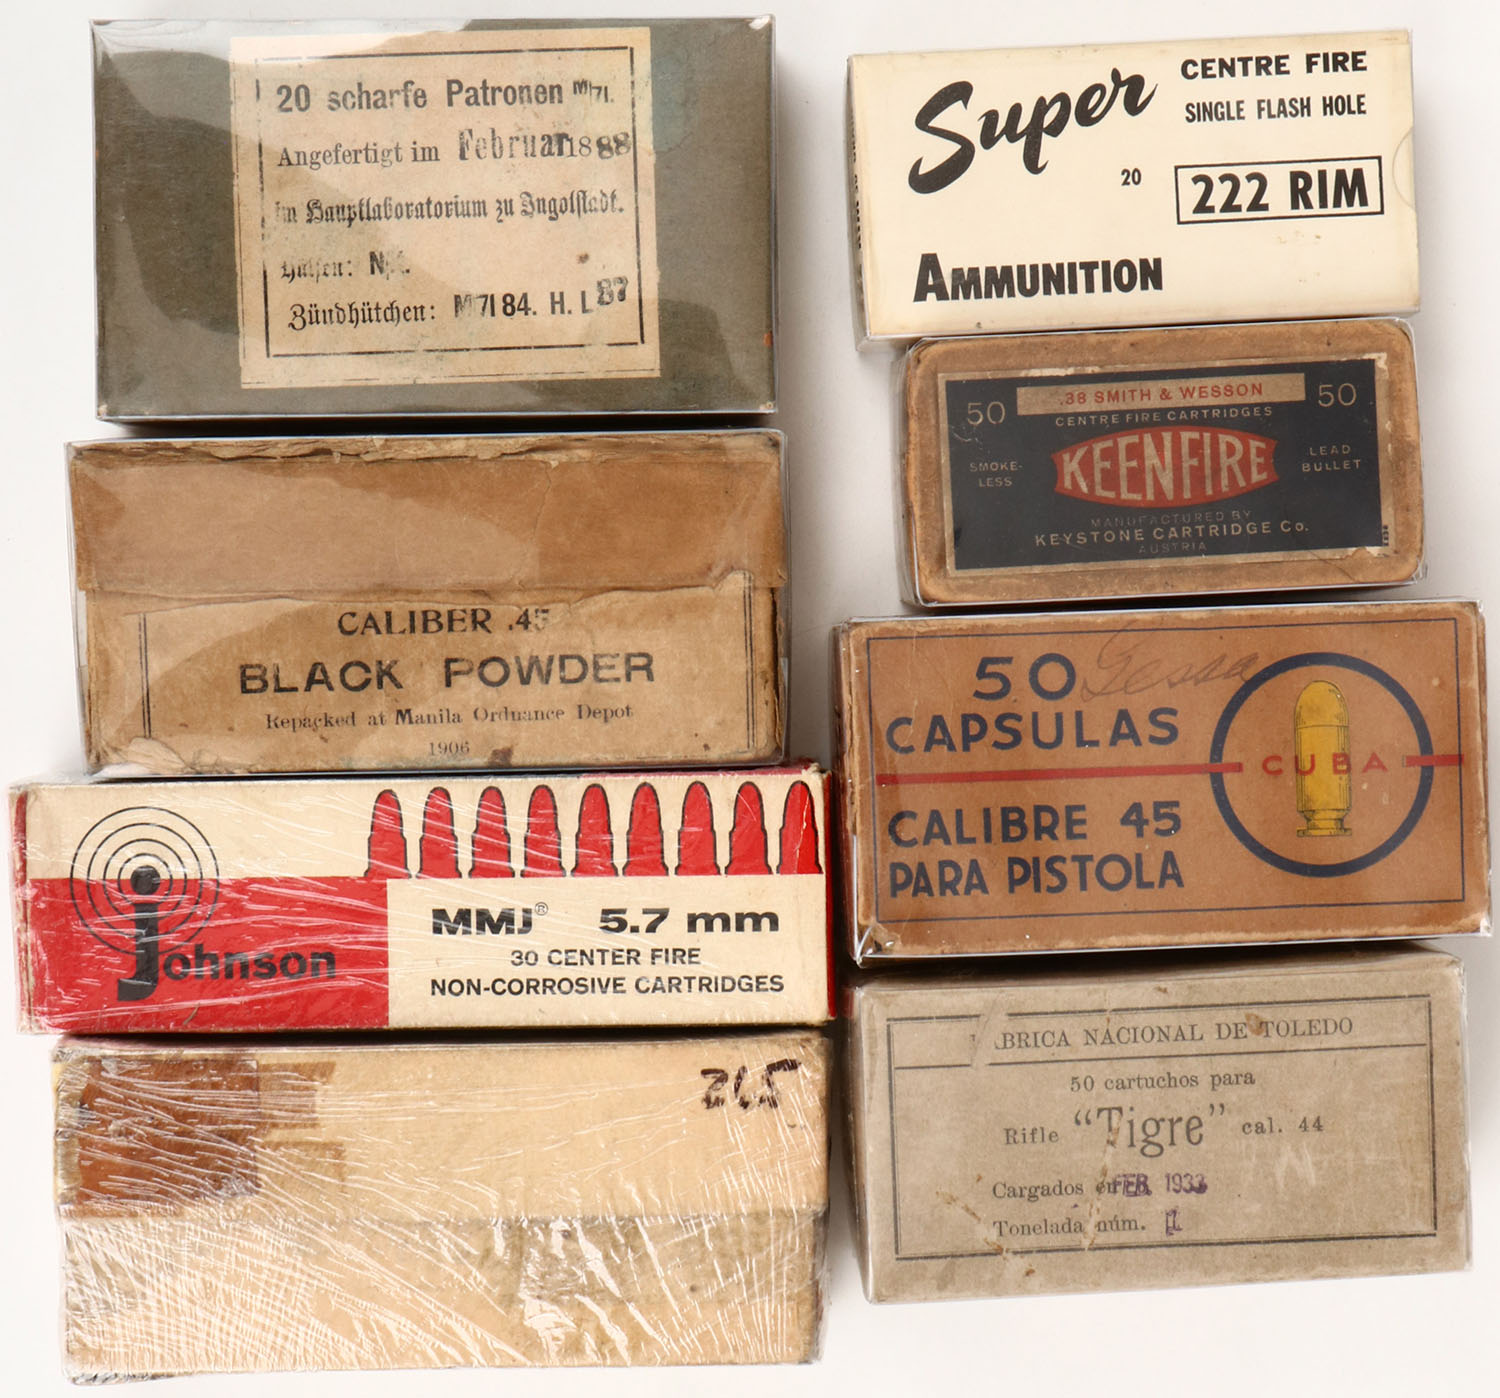 20 scharfe Patronen M/71.
Angefertigt im Februar 1888
im Hauptlaboratorium zu Ingolstadt.
Hülsen:
Zündhütchen: M71 84. H. L 87
CALIBER .45
BLACK POWDER
Repacked at Manila Ordnance Depot
1906
Johnson
MMJ® 5.7 mm
30 CENTER FIRE
NON-CORROSIVE CARTRIDGES
Super
CENTRE FIRE
SINGLE FLASH HOLE
20
222 RIM
AMMUNITION
50
.38 SMITH & WESSON
50
CENTRE FIRE CARTRIDGES
SMOKE-
LESS
KEENFIRE
LEAD
BULLET
MANUFACTURED BY
KEYSTONE CARTRIDGE Co.
AUSTRIA
50
CAPSULAS
CUBA
CALIBRE 45
PARA PISTOLA
BRICA NACIONAL DE TOLEDO
50 cartuchos para
Rifle "Tigre" cal. 44
Cargados en FEB. 1933
Tonelada núm. 1